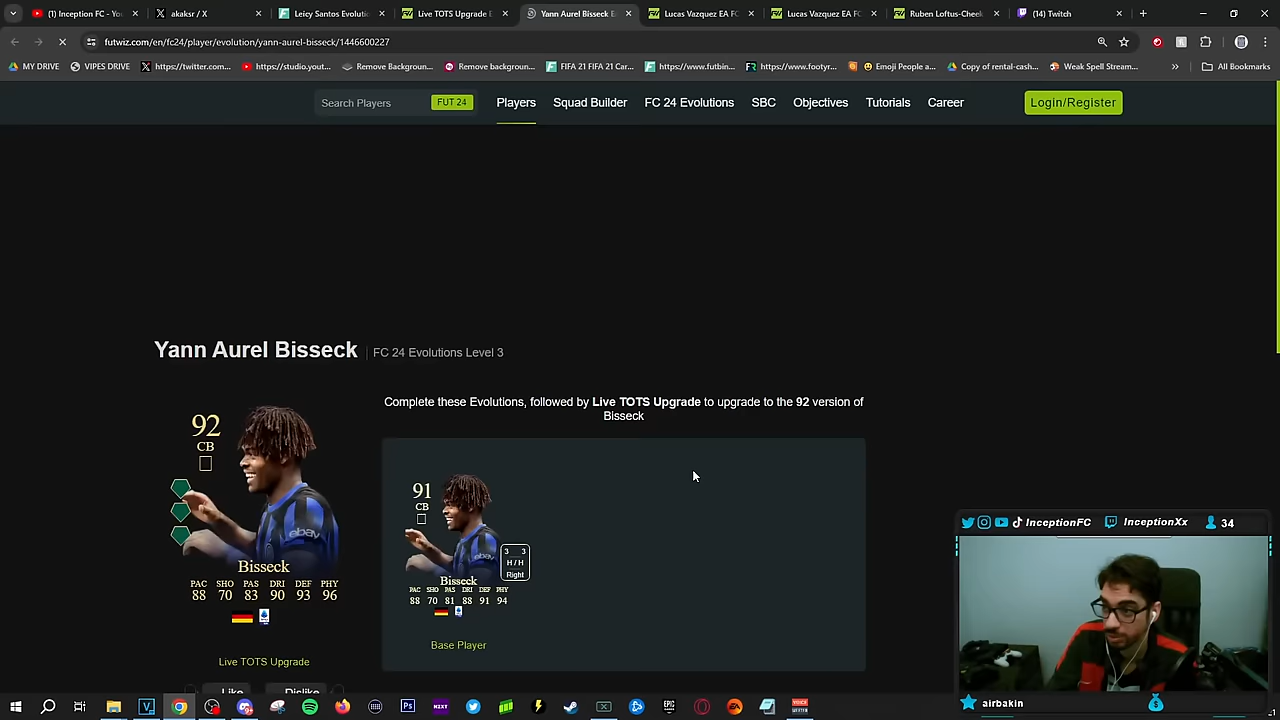 (1) Inception FC - You
akaksr / X
Leicy Santos Evolutio
Live TOTS Upgrade E
Yann Aurel Bisseck E
Lucas Vazquez EA FC
Lucas Vazquez EA FC
Ruben Loftus-Cheek
(14) Twitch
futwiz.com/en/fc24/player/evolution/yann-aurel-bisseck/1446600227
MY DRIVE
VIPES DRIVE
https://twitter.com...
https://studio.yout...
Remove Backgroun...
Remove backgroun...
FIFA 21 FIFA 21 Car...
https://www.futbin...
https://www.footyr...
Emoji People a...
Copy of rental-cash...
Weak Spell Stream...
All Bookmarks
Search Players
FUT 24
Players
Squad Builder
FC 24 Evolutions
SBC
Objectives
Tutorials
Career
Login/Register
Yann Aurel Bisseck
FC 24 Evolutions Level 3
Complete these Evolutions, followed by Live TOTS Upgrade to upgrade to the 92 version of
Bisseck
92
CB
ebay
Bisseck
PAC SHO PAS DRI DEF PHY
88 70 83 90 93 96
Live TOTS Upgrade
Like
Dislike
91
CB
3 3
H / H
Right
Bisseck
PAC SHO PAS DRI DEF PHY
88 70 81 88 91 94
Base Player
InceptionFC
InceptionXx
34
airbakin